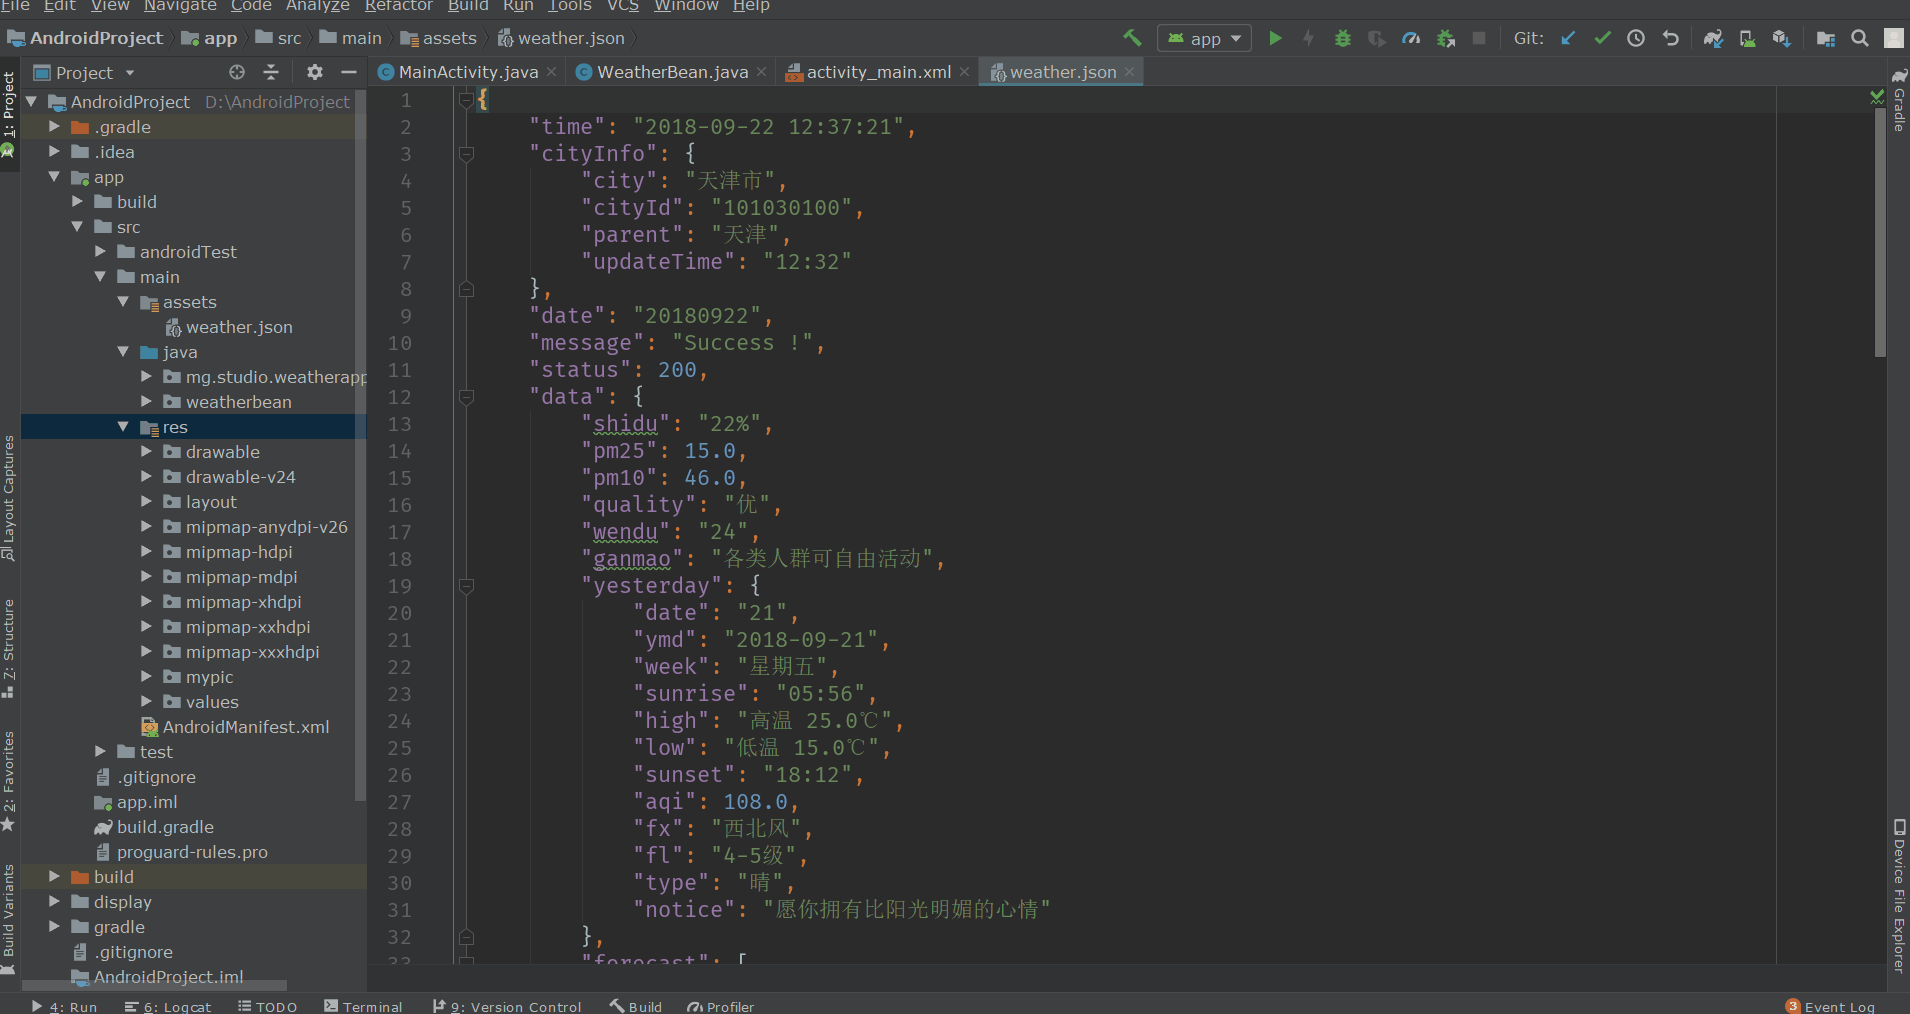 File Edit View Navigate Code Analyze Refactor Build Run Tools VCS Window Help
AndroidProject app src main assets weather.json app Git:
Project
MainActivity.java WeatherBean.java activity_main.xml weather.json
AndroidProject D:\AndroidProject
.gradle
.idea
app
build
src
androidTest
main
assets
weather.json
java
mg.studio.weatherapp
weatherbean
res
drawable
drawable-v24
layout
mipmap-anydpi-v26
mipmap-hdpi
mipmap-mdpi
mipmap-xhdpi
mipmap-xxhdpi
mipmap-xxxhdpi
mypic
values
AndroidManifest.xml
test
.gitignore
app.iml
build.gradle
proguard-rules.pro
build
display
gradle
.gitignore
AndroidProject.iml
1 {
2 "time": "2018-09-22 12:37:21",
3 "cityInfo": {
4 "city": "天津市",
5 "cityId": "101030100",
6 "parent": "天津",
7 "updateTime": "12:32"
8 },
9 "date": "20180922",
10 "message": "Success !",
11 "status": 200,
12 "data": {
13 "shidu": "22%",
14 "pm25": 15.0,
15 "pm10": 46.0,
16 "quality": "优",
17 "wendu": "24",
18 "ganmao": "各类人群可自由活动",
19 "yesterday": {
20 "date": "21",
21 "ymd": "2018-09-21",
22 "week": "星期五",
23 "sunrise": "05:56",
24 "high": "高温 25.0℃",
25 "low": "低温 15.0℃",
26 "sunset": "18:12",
27 "aqi": 108.0,
28 "fx": "西北风",
29 "fl": "4-5级",
30 "type": "晴",
31 "notice": "愿你拥有比阳光明媚的心情"
32 },
33 "forecast": [
1: Project
Layout Captures
7: Structure
2: Favorites
Build Variants
Gradle
Device File Explorer
4: Run 6: Logcat TODO Terminal 9: Version Control Build Profiler 3 Event Log